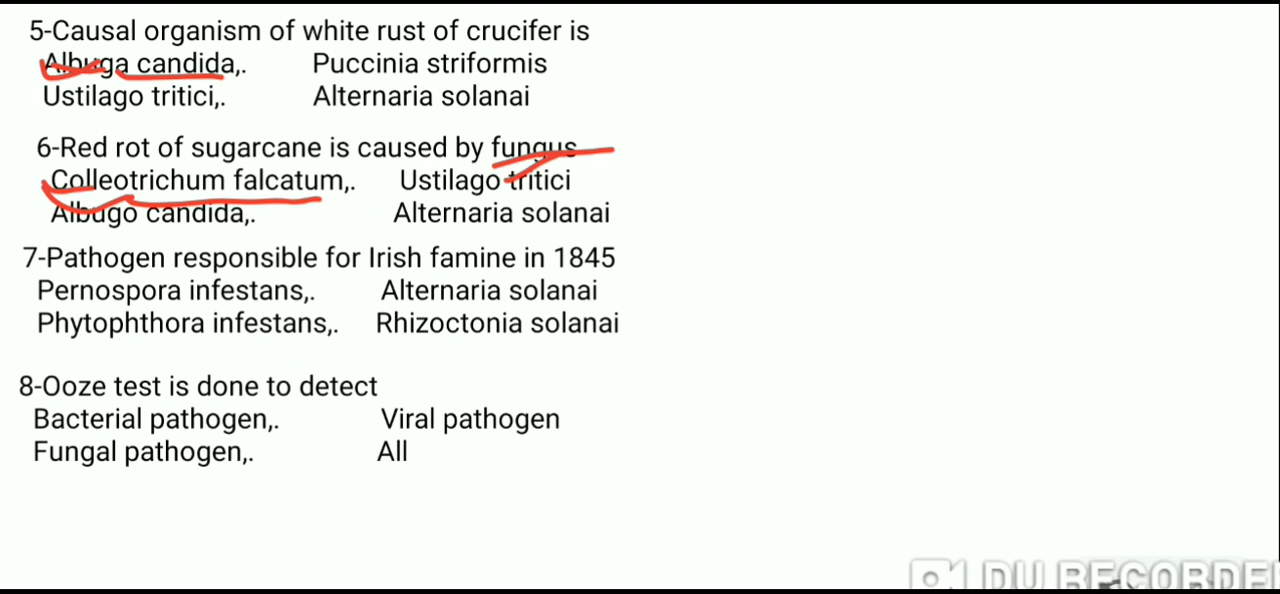 5-Causal organism of white rust of crucifer is
Albuga candida,. Puccinia striformis
Ustilago tritici,. Alternaria solanai
6-Red rot of sugarcane is caused by fungus
Colleotrichum falcatum,. Ustilago tritici
Albugo candida,. Alternaria solanai
7-Pathogen responsible for Irish famine in 1845
Pernospora infestans,. Alternaria solanai
Phytophthora infestans,. Rhizoctonia solanai
8-Ooze test is done to detect
Bacterial pathogen,. Viral pathogen
Fungal pathogen,. All
DU RECORDER